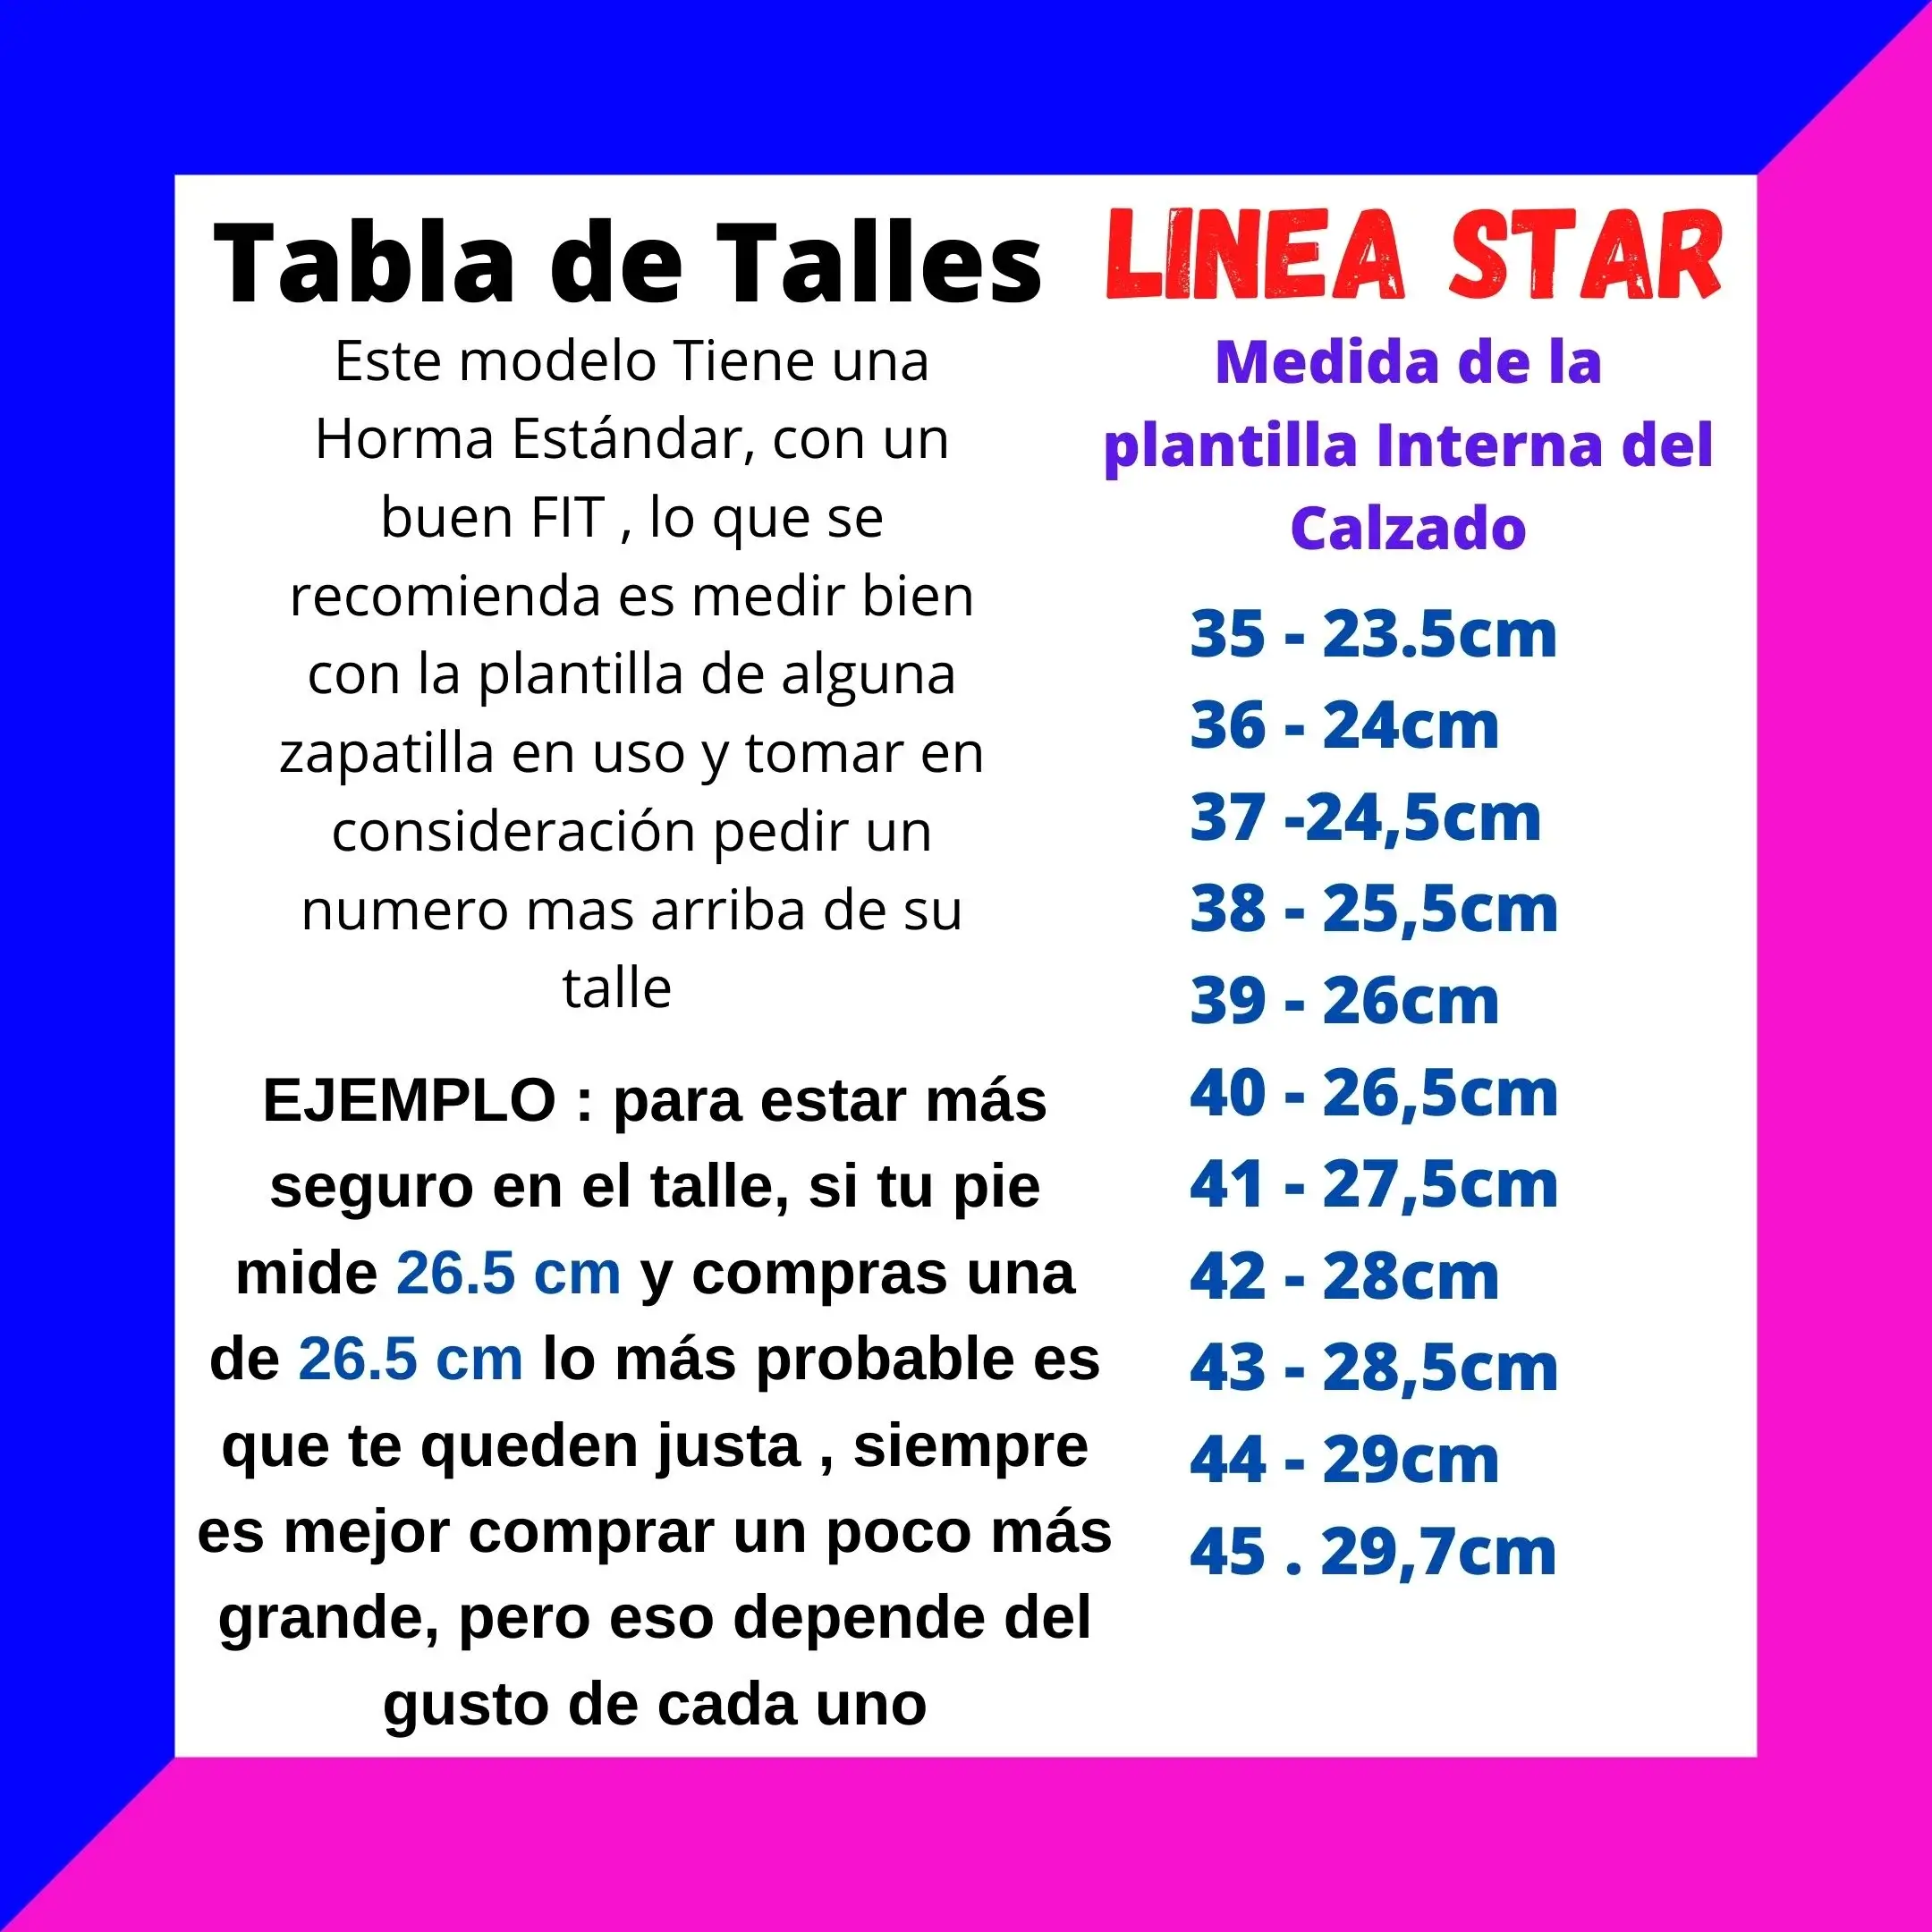 Tabla de Talles
Este modelo Tiene una
Horma Estándar, con un
buen FIT , lo que se
recomienda es medir bien
con la plantilla de alguna
zapatilla en uso y tomar en
consideración pedir un
numero mas arriba de su
talle
EJEMPLO : para estar más
seguro en el talle, si tu pie
mide 26.5 cm y compras una
de 26.5 cm lo más probable es
que te queden justa , siempre
es mejor comprar un poco más
grande, pero eso depende del
gusto de cada uno
LINEA STAR
Medida de la
plantilla Interna del
Calzado
35 - 23.5cm
36 - 24cm
37 -24,5cm
38 - 25,5cm
39 - 26cm
40 - 26,5cm
41 - 27,5cm
42 - 28cm
43 - 28,5cm
44 - 29cm
45 . 29,7cm